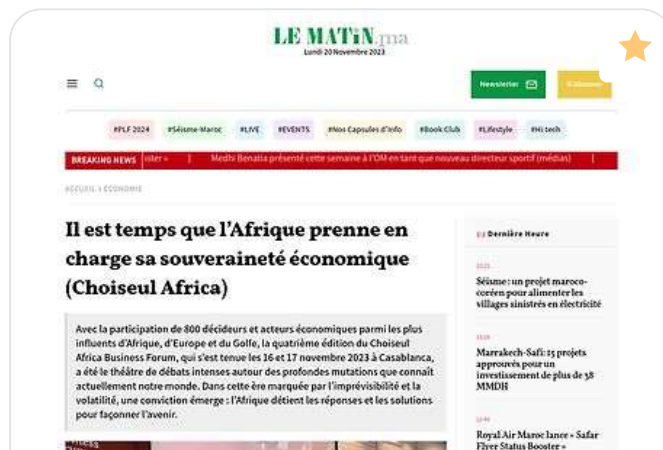 LE MATiN.ma
Lundi 20 Novembre 2023
Newsletter
#PLF 2024 #Séisme Maroc #LIVE #EVENTS #Nos Capsules d'info #Book Club #Lifestyle #Hi tech
BREAKING NEWS ister » | Medhi Benatia présenté cette semaine à l'OM en tant que nouveau directeur sportif (médias) |
ACCUEIL > ECONOMIE
Il est temps que l'Afrique prenne en
charge sa souveraineté économique
(Choiseul Africa)
Avec la participation de 800 décideurs et acteurs économiques parmi les plus
influents d'Afrique, d'Europe et du Golfe, la quatrième édition du Choiseul
Africa Business Forum, qui s'est tenue les 16 et 17 novembre 2023 à Casablanca,
a été le théâtre de débats intenses autour des profondes mutations que connaît
actuellement notre monde. Dans cette ère marquée par l'imprévisibilité et la
volatilité, une conviction émerge : l'Afrique détient les réponses et les solutions
pour façonner l'avenir.
Dernière Heure
Séisme : un projet maroco-
coréen pour alimenter les
villages sinistrés en électricité
Marrakech-Safi: 15 projets
approuvés pour un
investissement de plus de 38
MMDH
Royal Air Maroc lance « Safar
Flyer Status Booster »